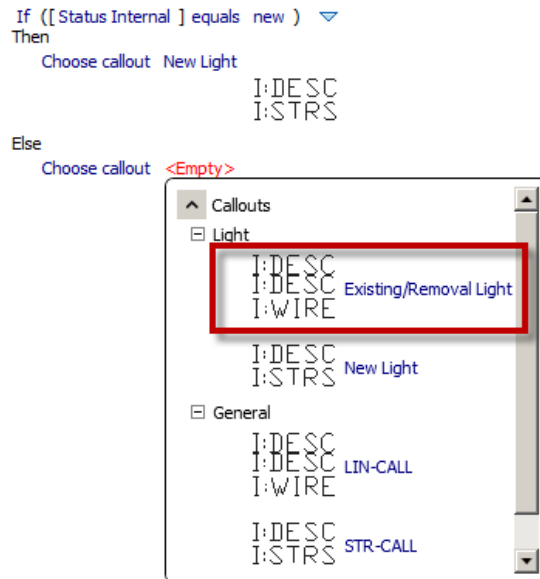 If ([ Status Internal ] equals new )
Then
Choose callout New Light
I:DESC
I:STRS
Else
Choose callout <Empty>
Callouts
Light
I:DESC
I:DESC
I:WIRE
Existing/Removal Light
I:DESC
I:STRS
New Light
General
I:DESC
I:DESC
I:WIRE
LIN-CALL
I:DESC
I:STRS
STR-CALL